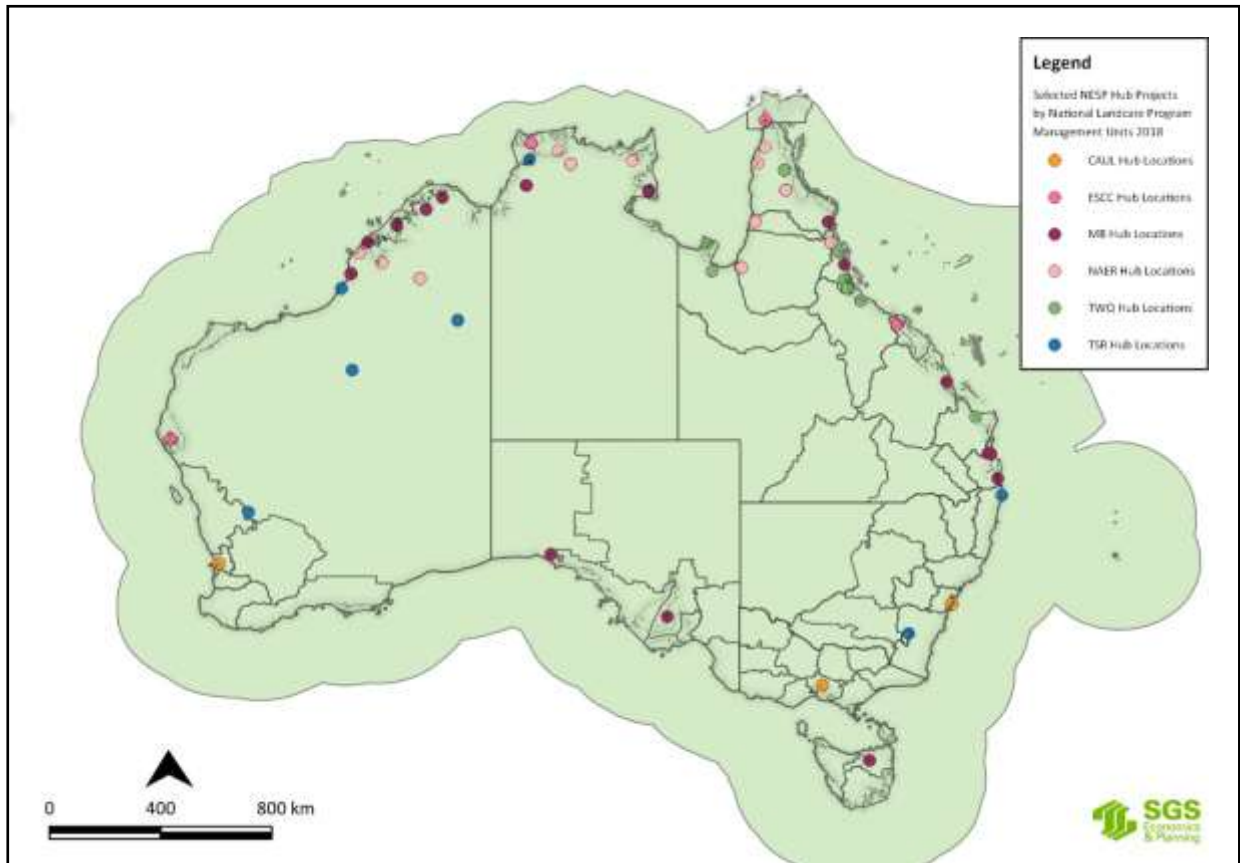 Legend
Selected NESP Hub Projects
by National Landcare Program
Management Units 2018
CAUL Hub Locations
ESCC Hub Locations
MB Hub Locations
NAER Hub Locations
TWQ Hub Locations
TSR Hub Locations
0 400 800 km
SGS
Economics
& Planning